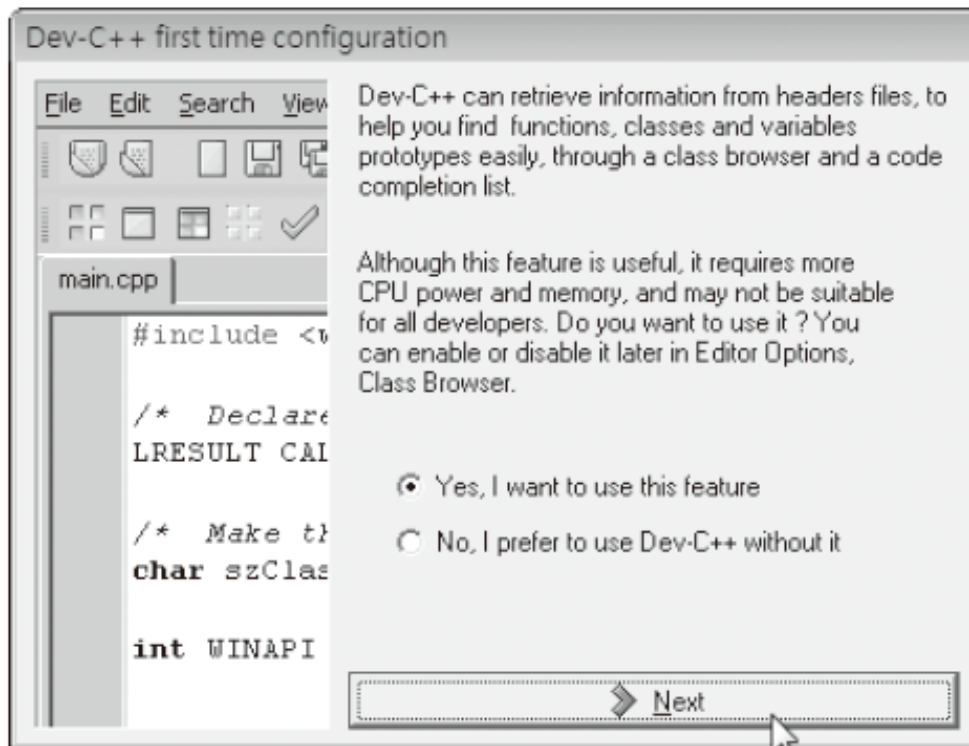 Dev-C++ first time configuration
File Edit Search View
main.cpp
#include <w
/* Declare
LRESULT CAL
/* Make th
char szClas
int WINAPI
Dev-C++ can retrieve information from headers files, to
help you find functions, classes and variables
prototypes easily, through a class browser and a code
completion list.
Although this feature is useful, it requires more
CPU power and memory, and may not be suitable
for all developers. Do you want to use it ? You
can enable or disable it later in Editor Options,
Class Browser.
Yes, I want to use this feature
No, I prefer to use Dev-C++ without it
Next